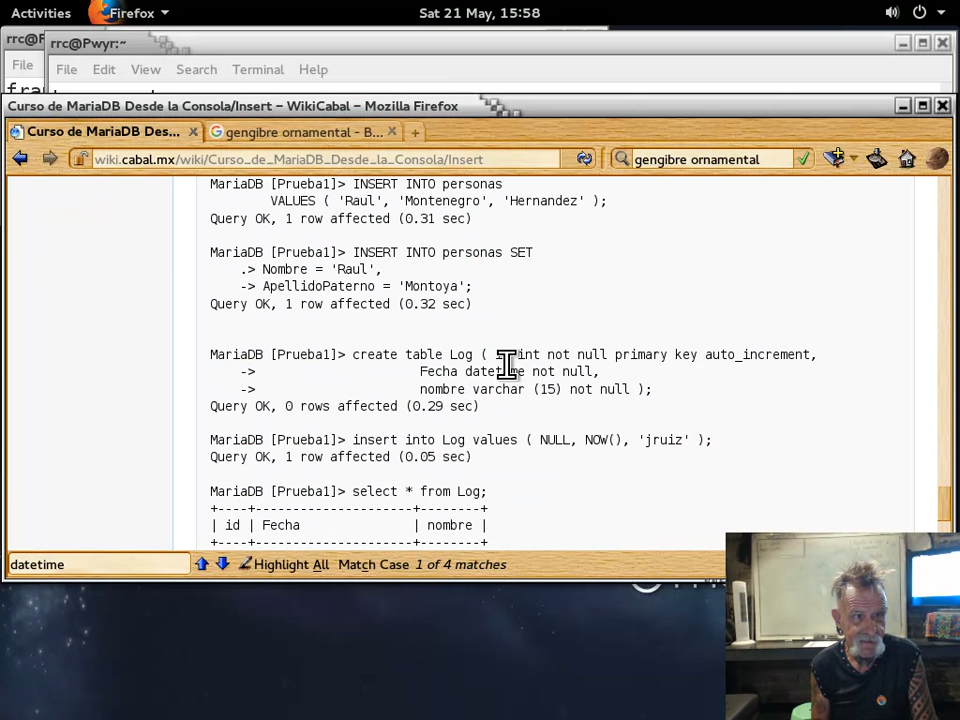 Activities Firefox Sat 21 May, 15:58
rrc@P rrc@Pwyr:~
File File Edit View Search Terminal Help
Curso de MariaDB Desde la Consola/Insert – WikiCabal – Mozilla Firefox
Curso de MariaDB Des... gengibre ornamental - B...
wiki.cabal.mx/wiki/Curso_de_MariaDB_Desde_la_Consola/Insert gengibre ornamental
MariaDB [Prueba1]> INSERT INTO personas
VALUES ( 'Raul', 'Montenegro', 'Hernandez' );
Query OK, 1 row affected (0.31 sec)
MariaDB [Prueba1]> INSERT INTO personas SET
.> Nombre = 'Raul',
-> ApellidoPaterno = 'Montoya';
Query OK, 1 row affected (0.32 sec)
MariaDB [Prueba1]> create table Log ( int not null primary key auto_increment,
-> Fecha datetime not null,
-> nombre varchar (15) not null );
Query OK, 0 rows affected (0.29 sec)
MariaDB [Prueba1]> insert into Log values ( NULL, NOW(), 'jruiz' );
Query OK, 1 row affected (0.05 sec)
MariaDB [Prueba1]> select * from Log;
+----+---------------------+--------+
| id | Fecha | nombre |
+----+---------------------+--------+
datetime Highlight All Match Case 1 of 4 matches